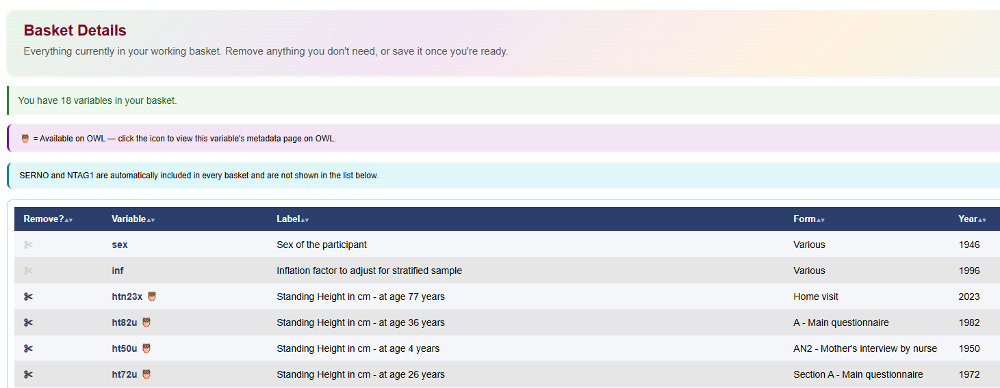 Basket Details
Everything currently in your working basket. Remove anything you don't need, or save it once you're ready.
You have 18 variables in your basket.
= Available on OWL — click the icon to view this variable's metadata page on OWL.
SERNO and NTAG1 are automatically included in every basket and are not shown in the list below.
Remove?▲▼ Variable▲▼ Label▲▼ Form▲▼ Year▲▼
sex Sex of the participant Various 1946
inf Inflation factor to adjust for stratified sample Various 1996
htn23x Standing Height in cm - at age 77 years Home visit 2023
ht82u Standing Height in cm - at age 36 years A - Main questionnaire 1982
ht50u Standing Height in cm - at age 4 years AN2 - Mother's interview by nurse 1950
ht72u Standing Height in cm - at age 26 years Section A - Main questionnaire 1972